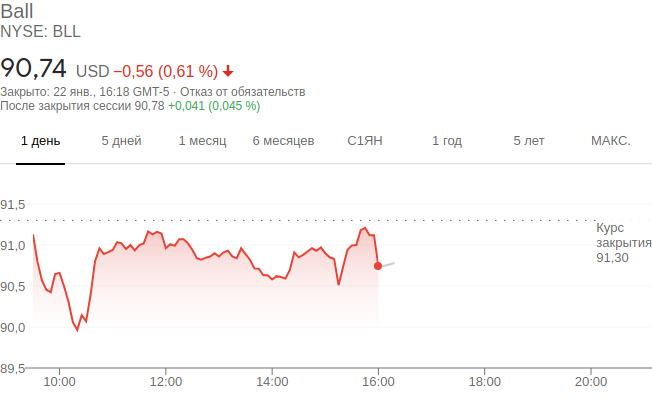 Ball
NYSE: BLL
90,74 USD −0,56 (0,61 %)
Закрыто: 22 янв., 16:18 GMT-5 · Отказ от обязательств
После закрытия сессии 90,78 +0,041 (0,045 %)
1 день 5 дней 1 месяц 6 месяцев С1ЯН 1 год 5 лет МАКС.
91,5
91,0
90,5
90,0
89,5
Курс
закрытия
91,30
10:00 12:00 14:00 16:00 18:00 20:00